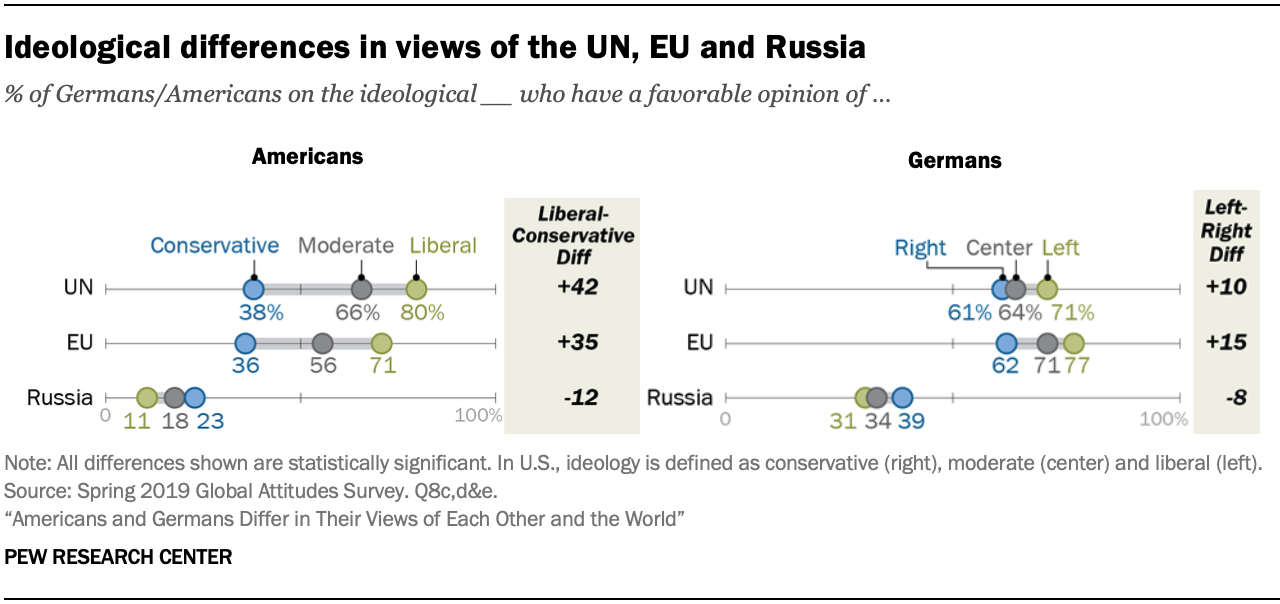 Ideological differences in views of the UN, EU and Russia
% of Germans/Americans on the ideological __ who have a favorable opinion of ...
Americans
Liberal-
Conservative
Diff
Conservative Moderate Liberal
UN 38% 66% 80% +42
EU 36 56 71 +35
Russia 11 18 23 -12
0 100%
Germans
Left-
Right
Diff
Right Center Left
UN 61% 64% 71% +10
EU 62 71 77 +15
Russia 31 34 39 -8
0 100%
Note: All differences shown are statistically significant. In U.S., ideology is defined as conservative (right), moderate (center) and liberal (left).
Source: Spring 2019 Global Attitudes Survey. Q8c,d&e.
“Americans and Germans Differ in Their Views of Each Other and the World”
PEW RESEARCH CENTER